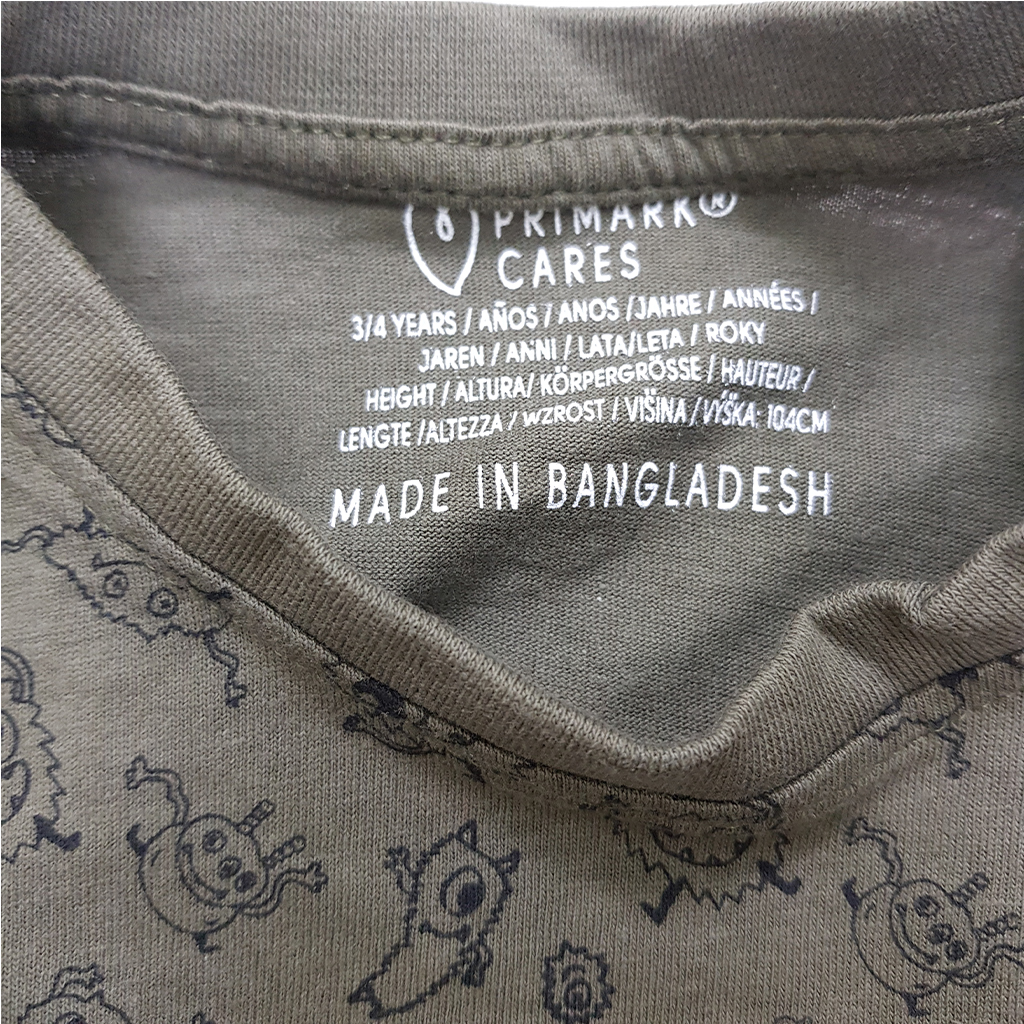 PRIMARK®
CARES
3/4 YEARS / AÑOS / ANOS /JAHRE / ANNÉES /
JAREN / ANNI / LATA/LETA / ROKY
HEIGHT / ALTURA/ KÖRPERGRÖSSE / HAUTEUR /
LENGTE /ALTEZZA / WZROST / VIŠINA / VÝŠKA: 104CM
MADE IN BANGLADESH